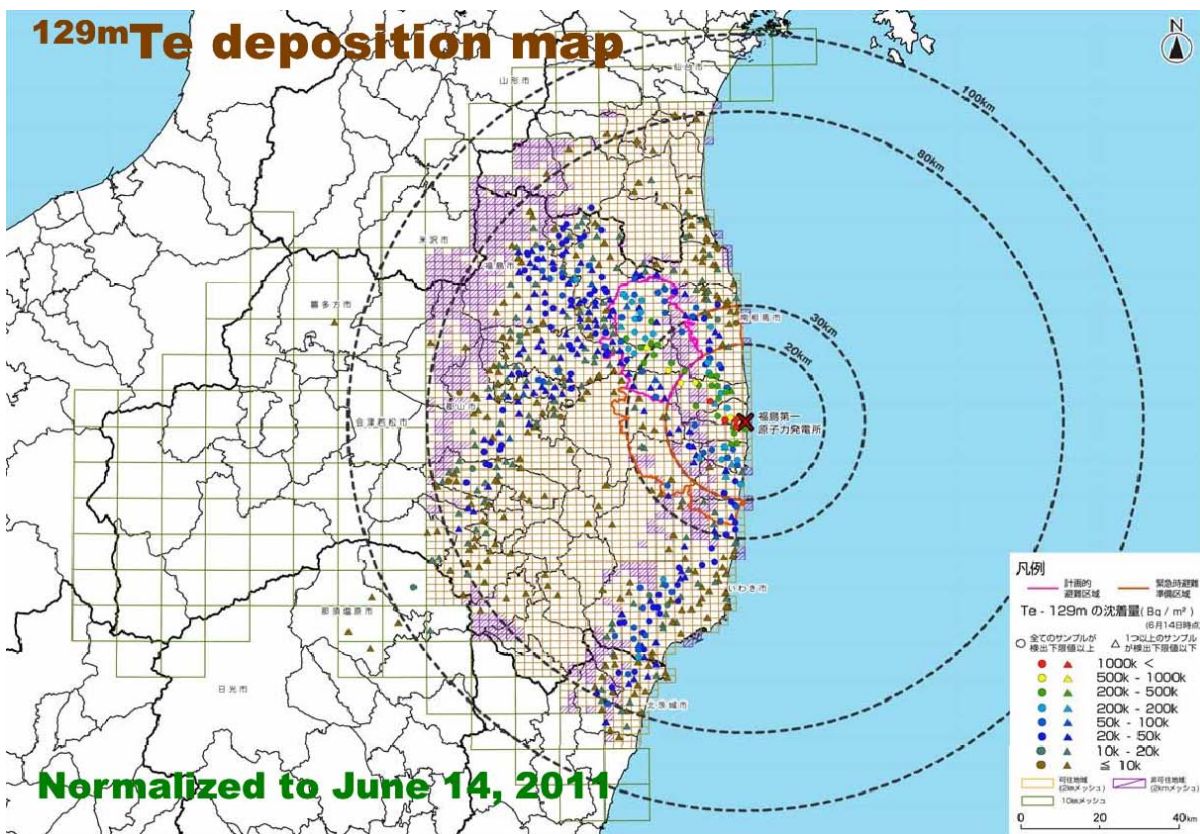 129mTe deposition map
N
山形市
仙台市
100km
80km
米沢市
福島市
喜多方市
南相馬市
30km
20km
郡山市
会津若松市
福島第一
原子力発電所
いわき市
那須塩原市
日光市
北茨城市
Normalized to June 14, 2011
凡例
計画的
避難区域
緊急時避難
準備区域
Te - 129m の沈着量(Bq / m²)
(6月14日時点)
全てのサンプルが
検出下限値以上
1つ以上のサンプル
が検出下限値以下
1000k <
500k - 1000k
200k - 500k
200k - 200k
50k - 100k
20k - 50k
10k - 20k
≦ 10k
可住地域
(2kmメッシュ)
非可住地域
(2kmメッシュ)
10kmメッシュ
0 20 40km